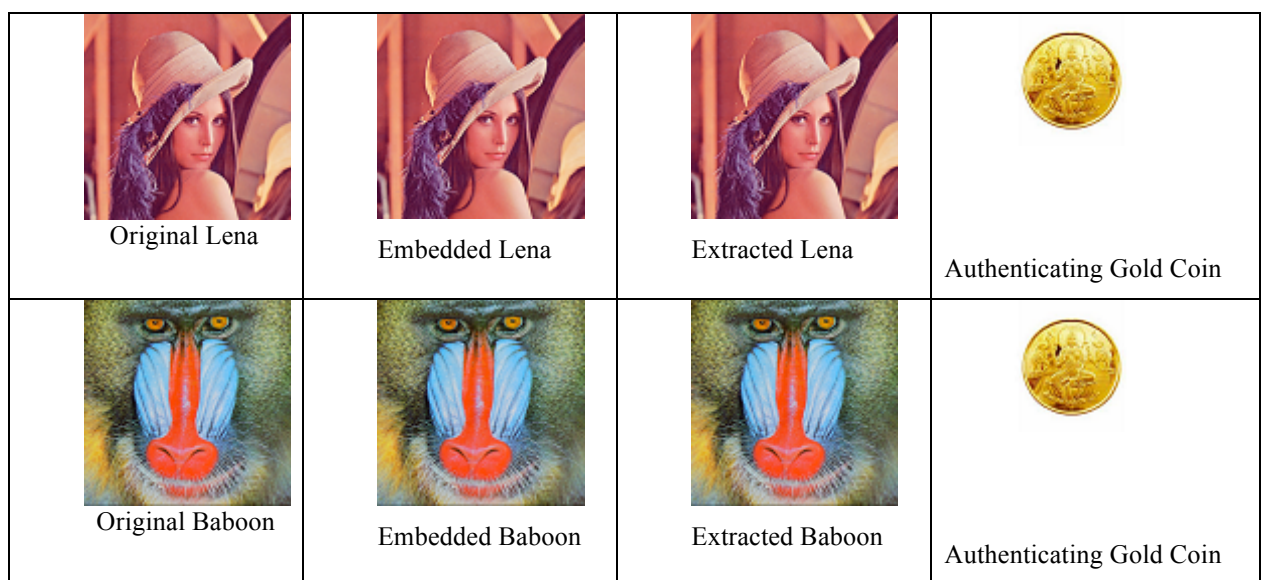 Original Lena
Embedded Lena
Extracted Lena
Authenticating Gold Coin
Original Baboon
Embedded Baboon
Extracted Baboon
Authenticating Gold Coin